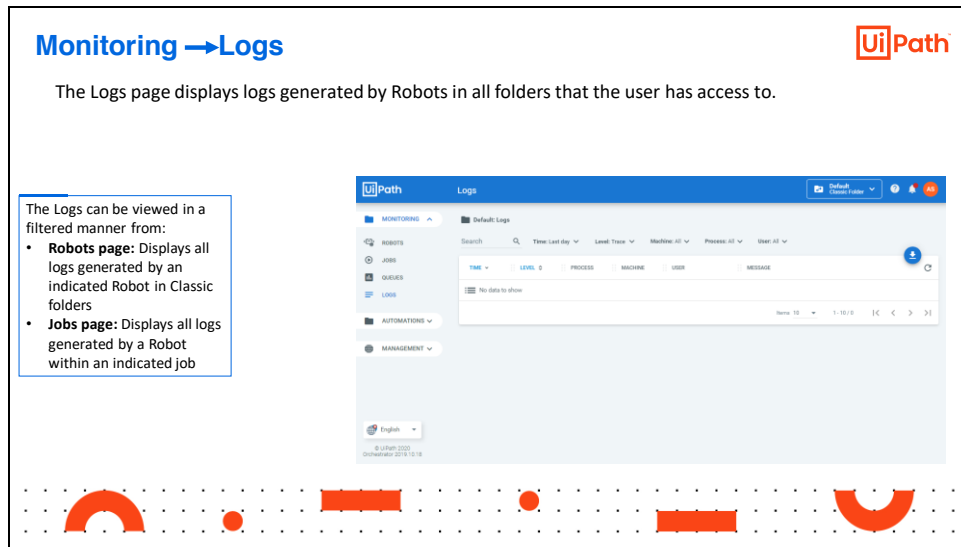 Monitoring → Logs
UiPath
The Logs page displays logs generated by Robots in all folders that the user has access to.
The Logs can be viewed in a
filtered manner from:
• Robots page: Displays all
logs generated by an
indicated Robot in Classic
folders
• Jobs page: Displays all logs
generated by a Robot
within an indicated job
UiPath
Logs
Default
Classic Folder
AS
MONITORING
ROBOTS
JOBS
QUEUES
LOGS
AUTOMATIONS
MANAGEMENT
Default: Logs
Search
Time: Last day
Level: Trace
Machine: All
Process: All
User: All
TIME
LEVEL
PROCESS
MACHINE
USER
MESSAGE
No data to show
Items 10
1 - 10 / 0
English
© UiPath 2020
Orchestrator 2019.10.18